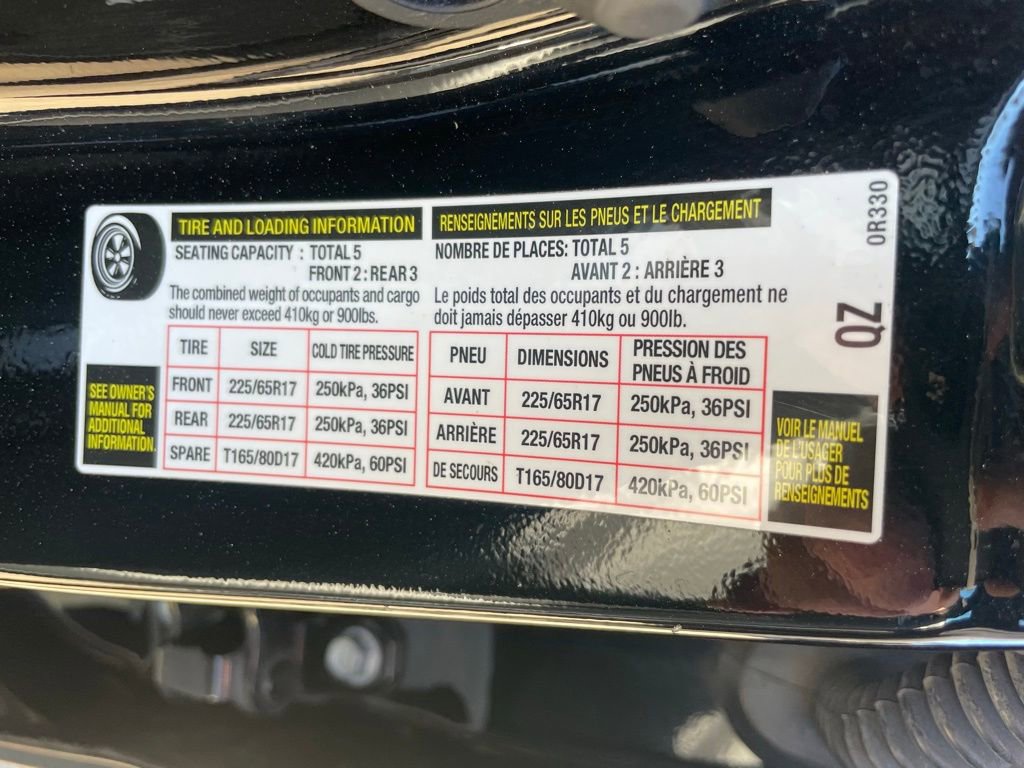 TIRE AND LOADING INFORMATION
SEATING CAPACITY : TOTAL 5
FRONT 2 : REAR 3
The combined weight of occupants and cargo
should never exceed 410kg or 900lbs.
TIRE SIZE COLD TIRE PRESSURE
FRONT 225/65R17 250kPa, 36PSI
REAR 225/65R17 250kPa, 36PSI
SPARE T165/80D17 420kPa, 60PSI
SEE OWNER'S
MANUAL FOR
ADDITIONAL
INFORMATION.
RENSEIGNEMENTS SUR LES PNEUS ET LE CHARGEMENT
NOMBRE DE PLACES: TOTAL 5
AVANT 2 : ARRIÈRE 3
Le poids total des occupants et du chargement ne
doit jamais dépasser 410kg ou 900lb.
PNEU DIMENSIONS PRESSION DES
PNEUS À FROID
AVANT 225/65R17 250kPa, 36PSI
ARRIÈRE 225/65R17 250kPa, 36PSI
DE SECOURS T165/80D17 420kPa, 60PSI
VOIR LE MANUEL
DE L'USAGER
POUR PLUS DE
RENSEIGNEMENTS
QZ
0R330